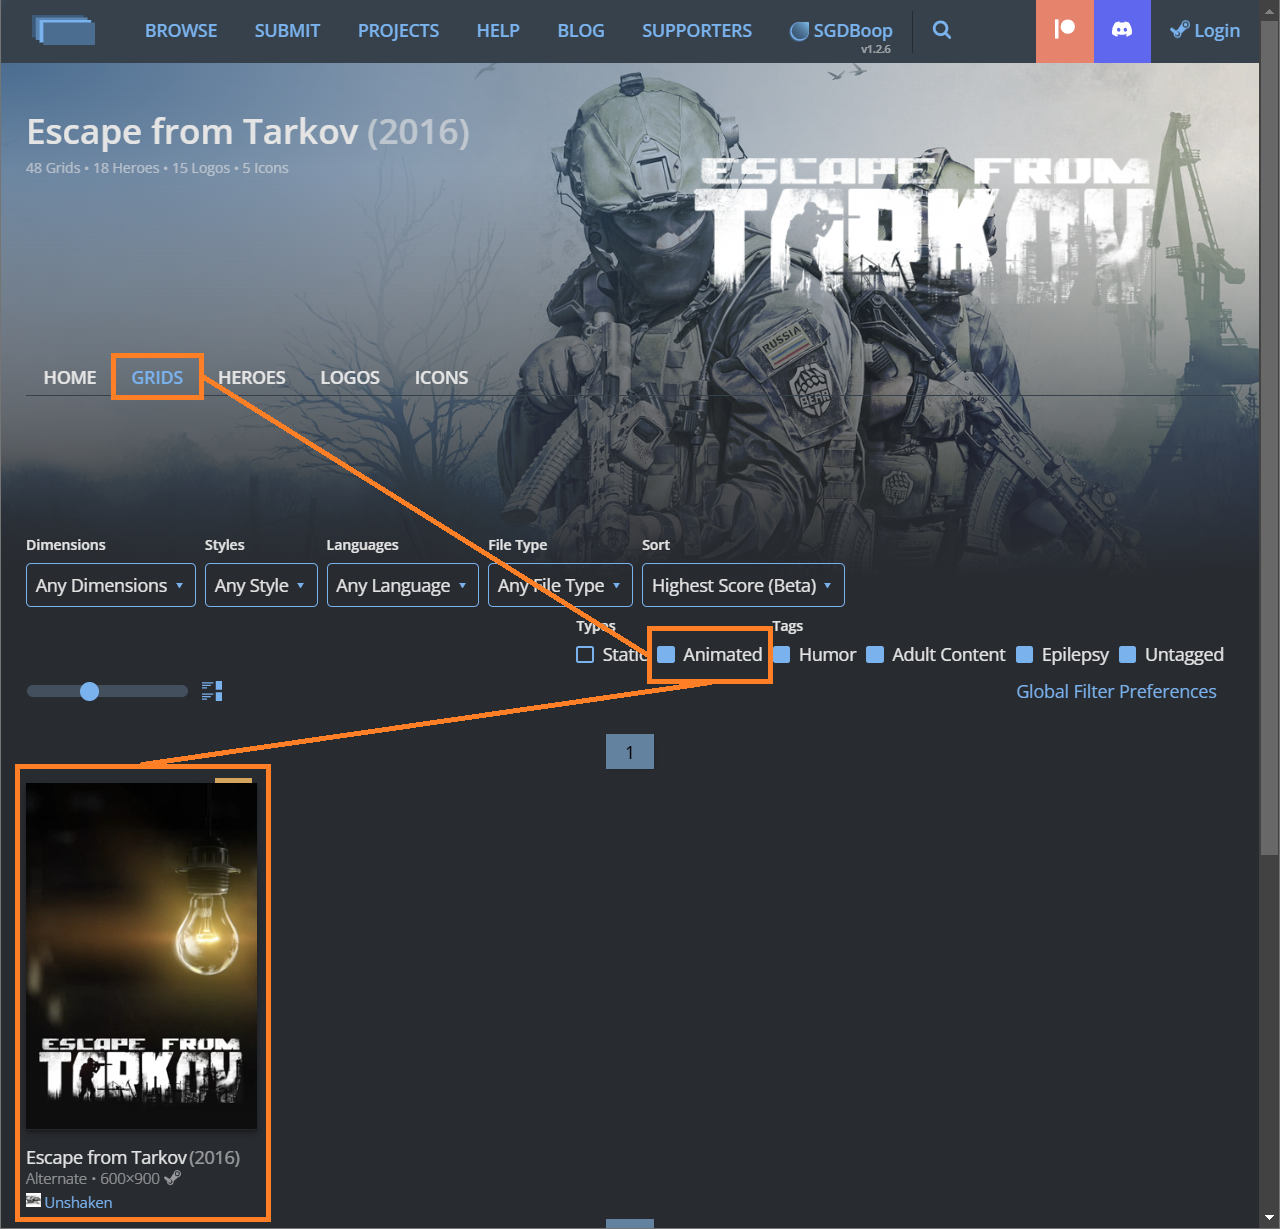 BROWSE SUBMIT PROJECTS HELP BLOG SUPPORTERS SGDBoop Login
v1.2.6
Escape from Tarkov (2016)
48 Grids • 18 Heroes • 15 Logos • 5 Icons
ESCAPE FROM
TARKOV
RUSSIA
BEAR
HOME GRIDS HEROES LOGOS ICONS
Dimensions Styles Languages File Type Sort
Any Dimensions Any Style Any Language Any File Type Highest Score (Beta)
Types Tags
Static Animated Humor Adult Content Epilepsy Untagged
Global Filter Preferences
1
ESCAPE FROM
TARKOV
Escape from Tarkov (2016)
Alternate • 600×900
Unshaken